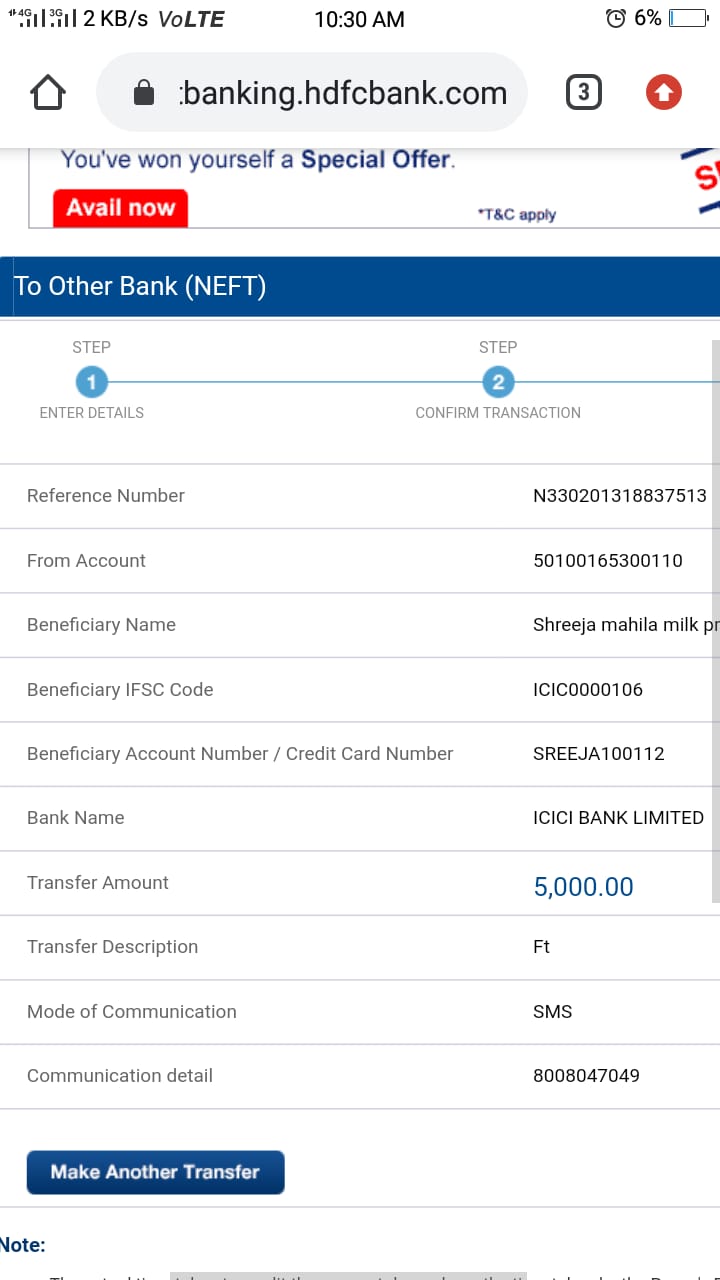 4G 3G 2 KB/s VoLTE 10:30 AM 6%
:banking.hdfcbank.com 3
You've won yourself a Special Offer.
Avail now
*T&C apply
To Other Bank (NEFT)
STEP STEP
1 2
ENTER DETAILS CONFIRM TRANSACTION
Reference Number N330201318837513
From Account 50100165300110
Beneficiary Name Shreeja mahila milk pr
Beneficiary IFSC Code ICIC0000106
Beneficiary Account Number / Credit Card Number SREEJA100112
Bank Name ICICI BANK LIMITED
Transfer Amount 5,000.00
Transfer Description Ft
Mode of Communication SMS
Communication detail 8008047049
Make Another Transfer
Note: